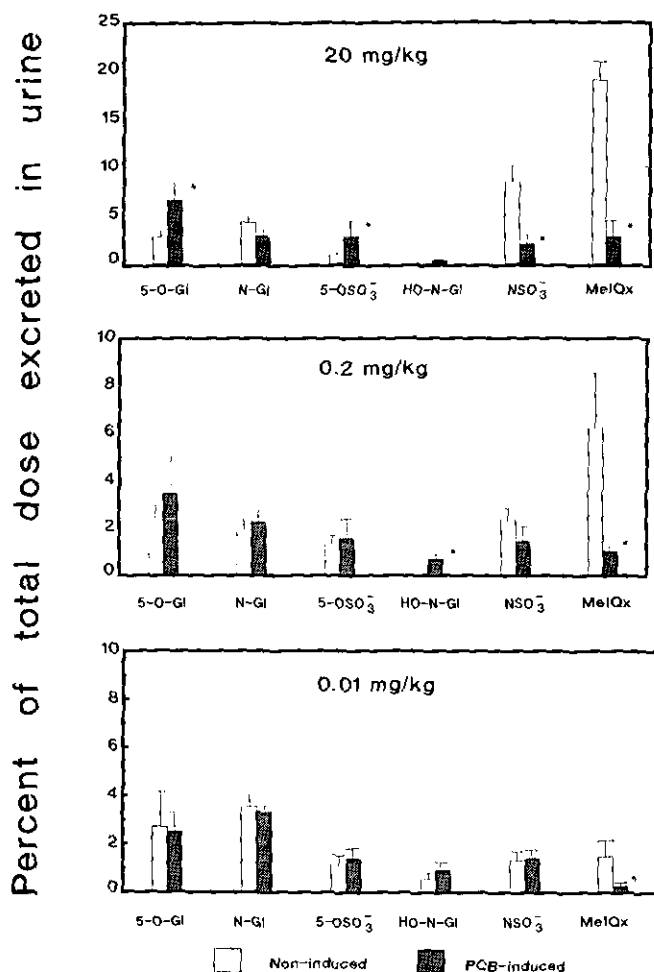 Percent of total dose excreted in urine
20 mg/kg
25
20
15
10
5
0
5-O-Gl N-Gl 5-OSO₃⁻ HO-N-Gl NSO₃⁻ MeIQx
0.2 mg/kg
10
8
6
4
2
0
5-O-Gl N-Gl 5-OSO₃⁻ HO-N-Gl NSO₃⁻ MeIQx
0.01 mg/kg
10
8
6
4
2
0
5-O-Gl N-Gl 5-OSO₃⁻ HO-N-Gl NSO₃⁻ MeIQx
Non-induced PCB-induced